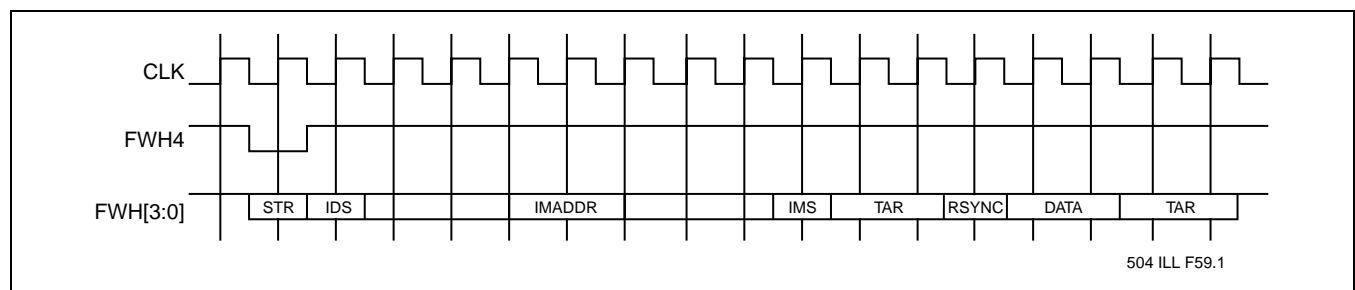 CLK
FWH4
FWH[3:0]
STR IDS IMADDR IMS TAR RSYNC DATA TAR
504 ILL F59.1